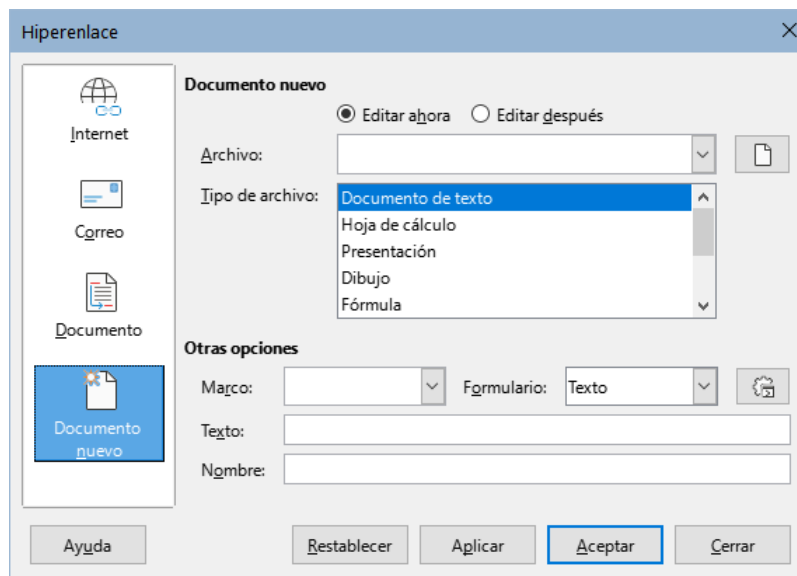 Hiperenlace
Internet
Correo
Documento
Documento
nuevo
Documento nuevo
Editar ahora Editar después
Archivo:
Tipo de archivo: Documento de texto
Hoja de cálculo
Presentación
Dibujo
Fórmula
Otras opciones
Marco: Formulario: Texto
Texto:
Nombre:
Ayuda Restablecer Aplicar Aceptar Cerrar